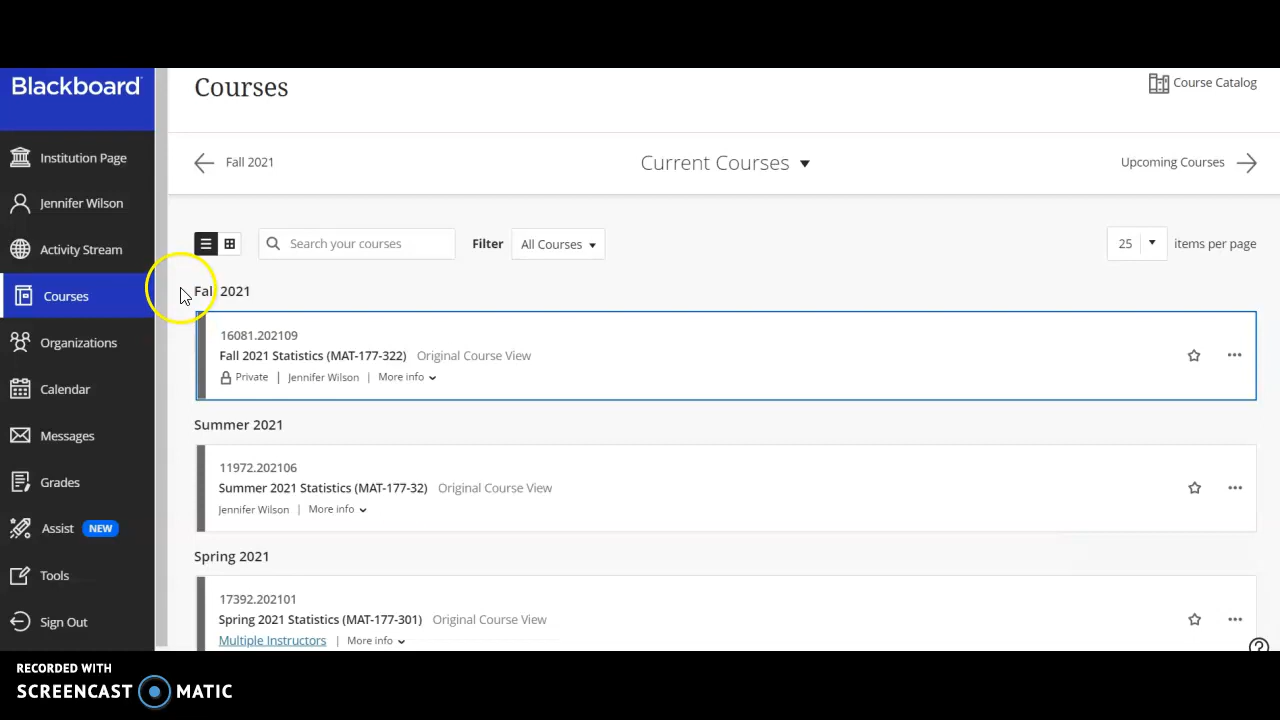 Blackboard
Courses
Course Catalog
Institution Page
Fall 2021
Current Courses
Upcoming Courses
Jennifer Wilson
Activity Stream
Search your courses
Filter
All Courses
25
items per page
Courses
Fall 2021
16081.202109
Fall 2021 Statistics (MAT-177-322) Original Course View
Private | Jennifer Wilson | More info
Organizations
Calendar
Messages
Grades
Assist NEW
Tools
Sign Out
Summer 2021
11972.202106
Summer 2021 Statistics (MAT-177-32) Original Course View
Jennifer Wilson | More info
Spring 2021
17392.202101
Spring 2021 Statistics (MAT-177-301) Original Course View
Multiple Instructors | More info
RECORDED WITH
SCREENCAST MATIC